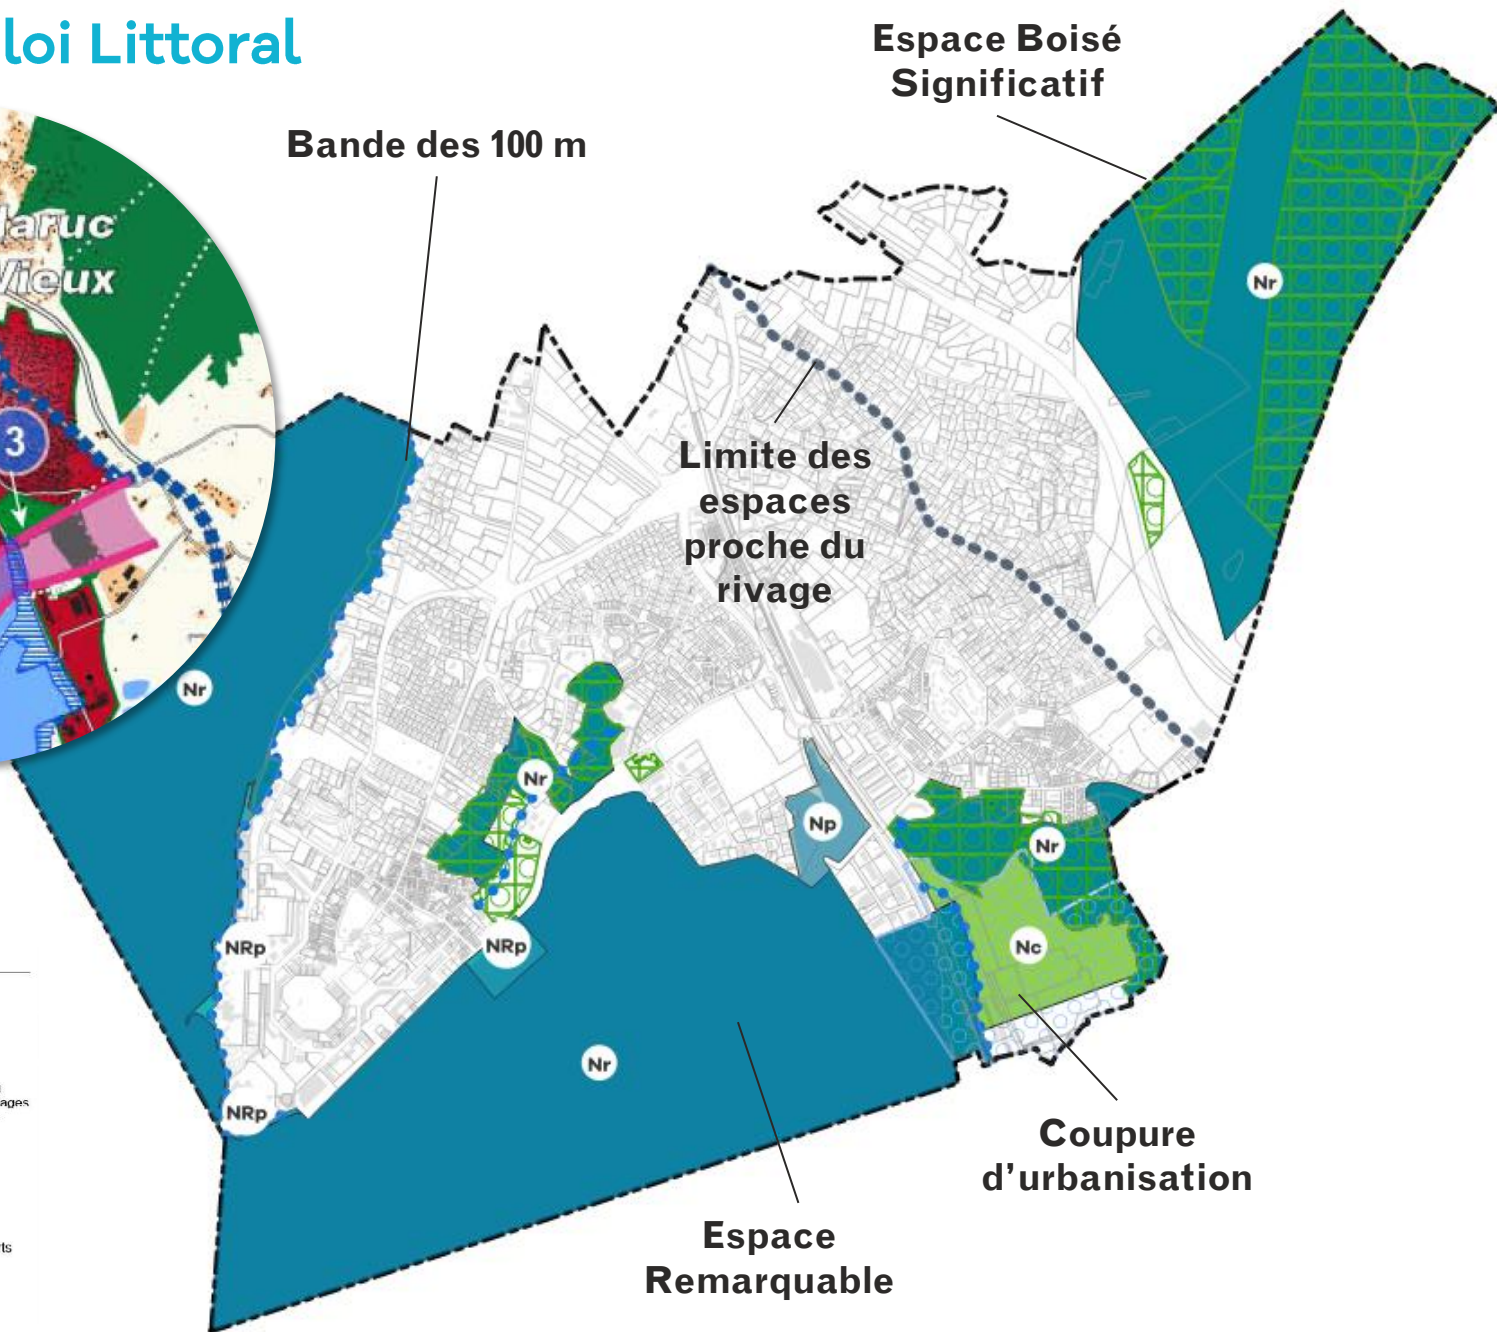 loi Littoral
Espace Boisé
Significatif
Bande des 100 m
Vieux
3
Nr
Limite des
espaces
proche du
rivage
Nr
Nr
Np
Nr
NRp
NRp
Nc
Nr
NRp
ages
Coupure
d'urbanisation
Espace
Remarquable